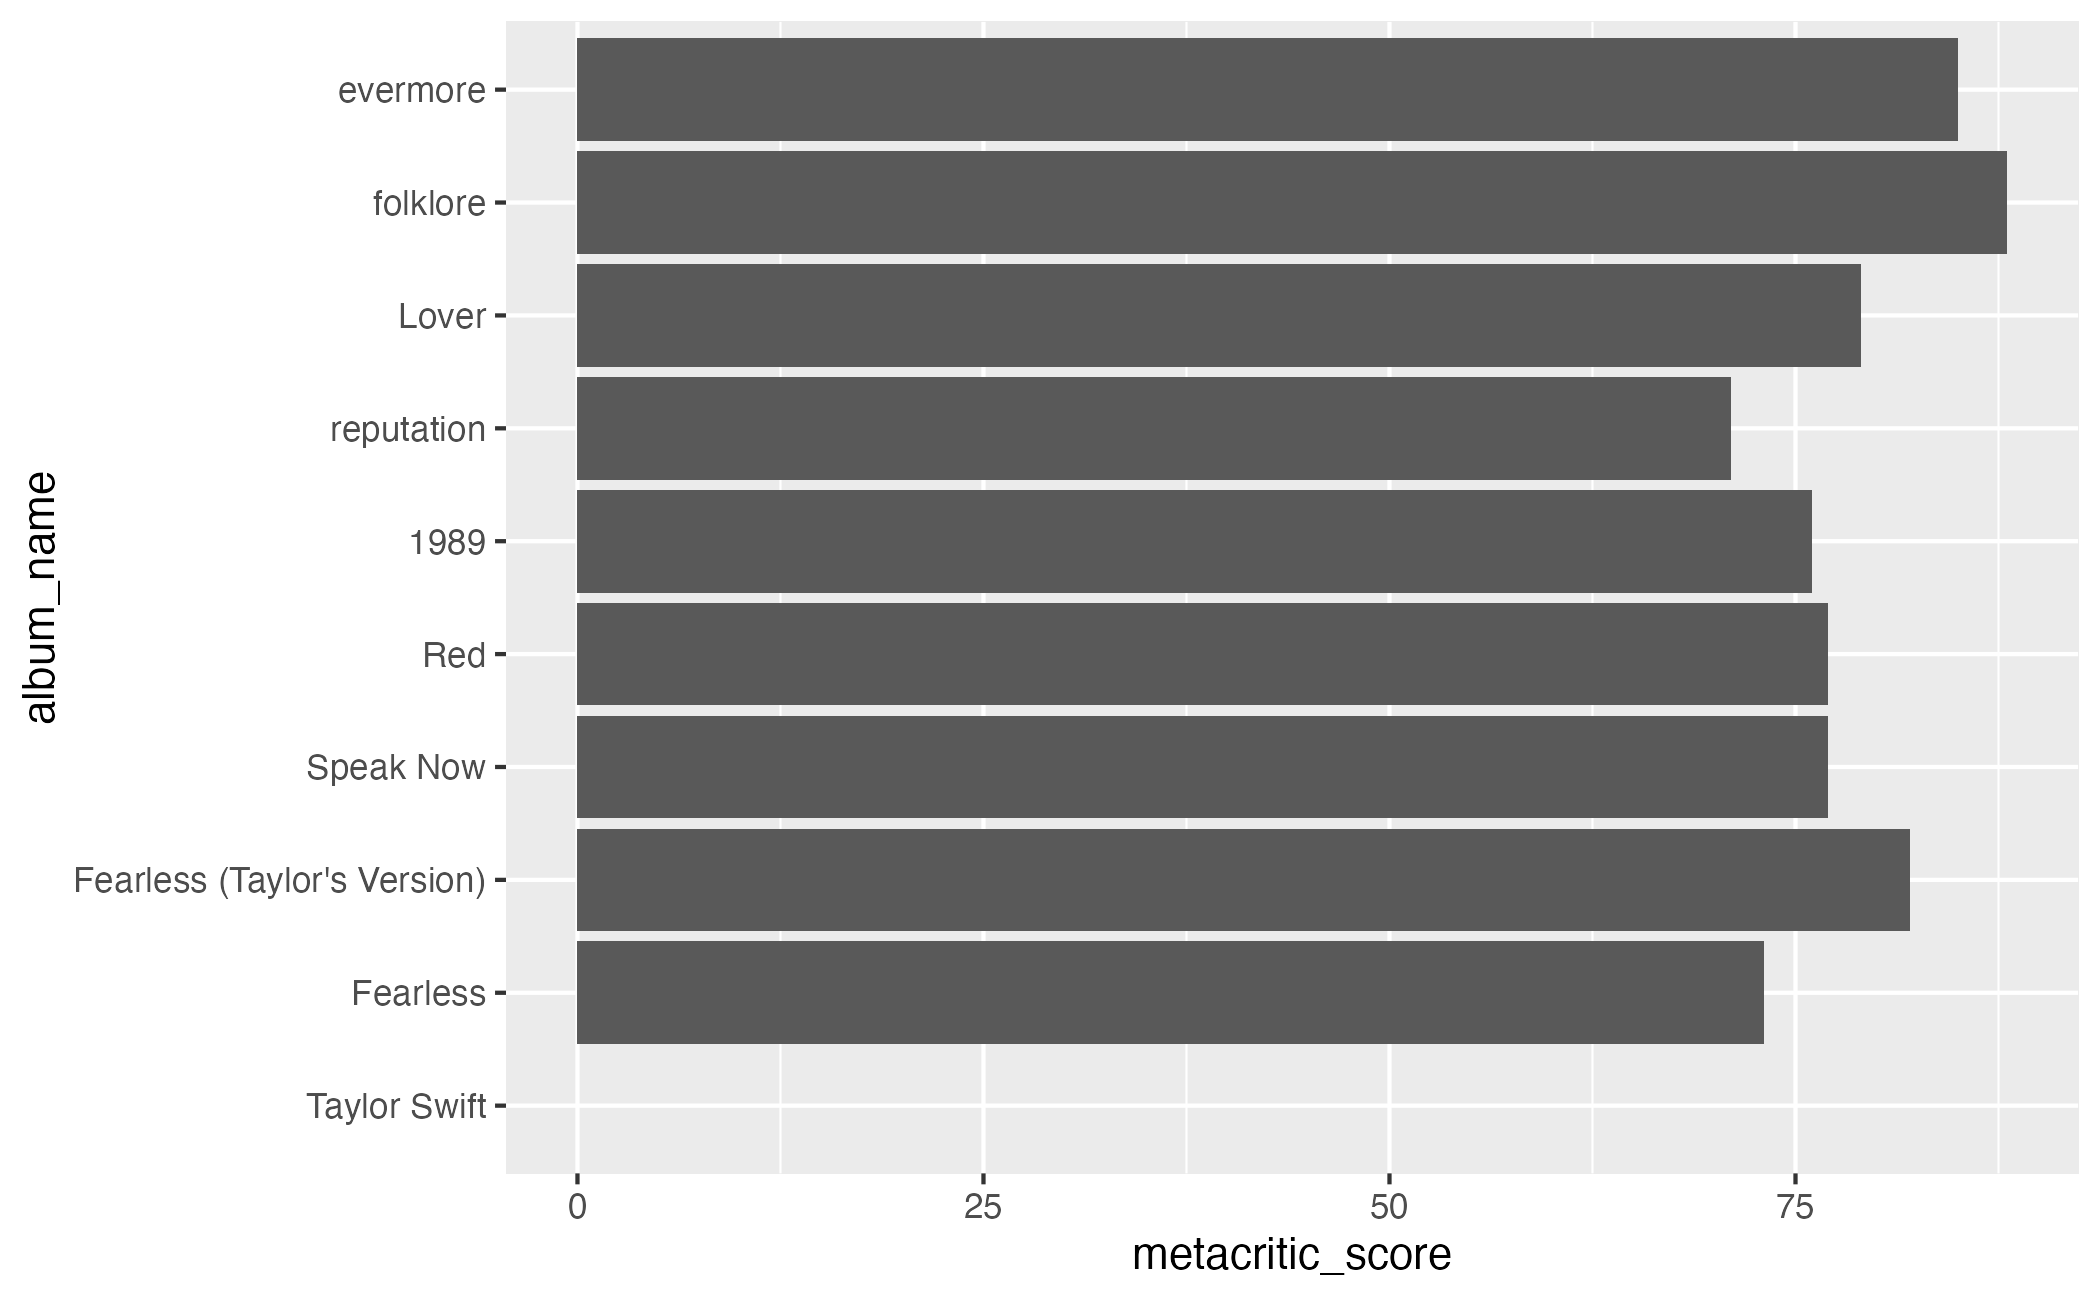 evermore
folklore
Lover
reputation
1989
Red
Speak Now
Fearless (Taylor's Version)
Fearless
Taylor Swift
album_name
0 25 50 75
metacritic_score